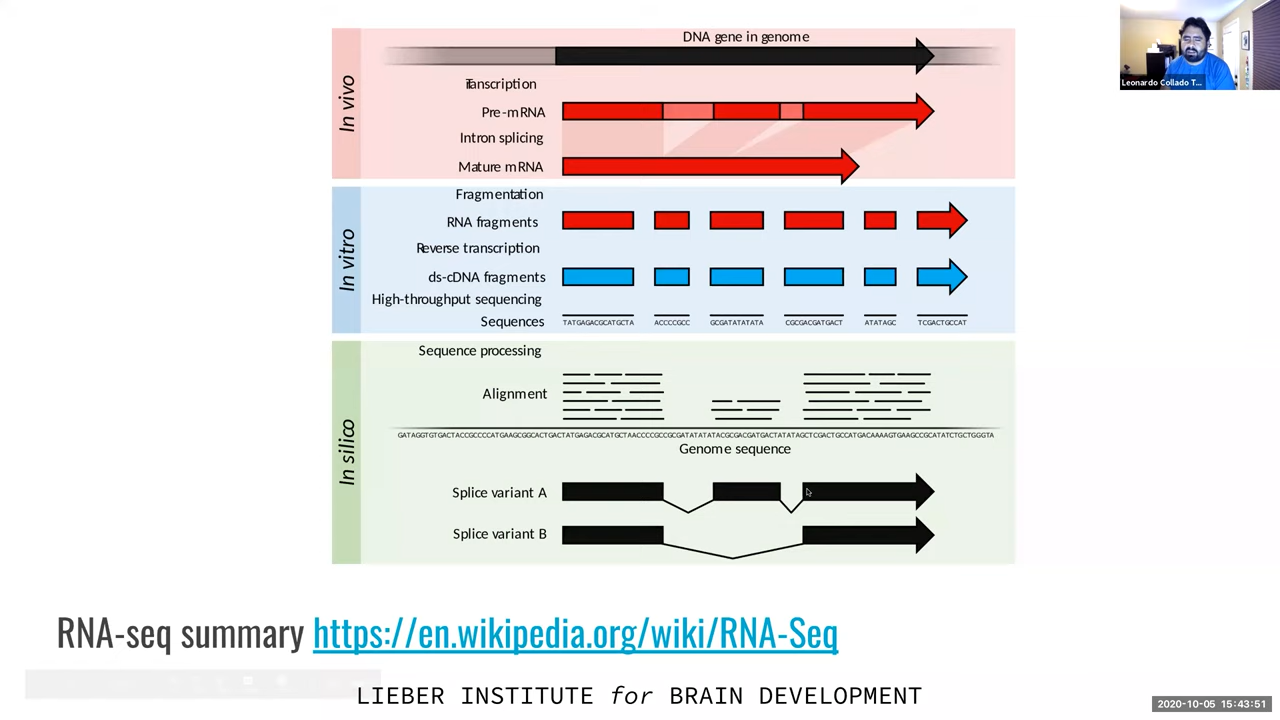 DNA gene in genome
In vivo
Transcription
Pre-mRNA
Intron splicing
Mature mRNA
In vitro
Fragmentation
RNA fragments
Reverse transcription
ds-cDNA fragments
High-throughput sequencing
Sequences
TATGAGACGCATGCTA ACCCCGCC GCGATATATATA CGCGACGATGACT ATATAGC TCGACTGCCAT
In silico
Sequence processing
Alignment
GATAGGTGTGACTACCGCCCCATGAAGCGGCACTGACTATGAGACGCATGCTAACCCCGCCGCGATATATATACGCGACGATGACTATATAGCTCGACTGCCATGACAAAAGTGAAGCCGCATATCTGCTGGGTA
Genome sequence
Splice variant A
Splice variant B
RNA-seq summary https://en.wikipedia.org/wiki/RNA-Seq
LIEBER INSTITUTE for BRAIN DEVELOPMENT
Leonardo Collado T...
2020-10-05 15:43:51